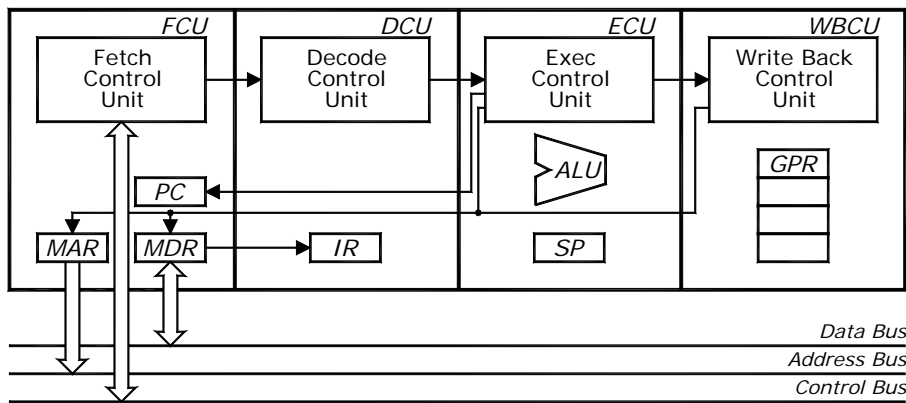 FCU
DCU
ECU
WBCU
Fetch
Control
Unit
Decode
Control
Unit
Exec
Control
Unit
Write Back
Control
Unit
ALU
GPR
PC
MAR
MDR
IR
SP
Data Bus
Address Bus
Control Bus